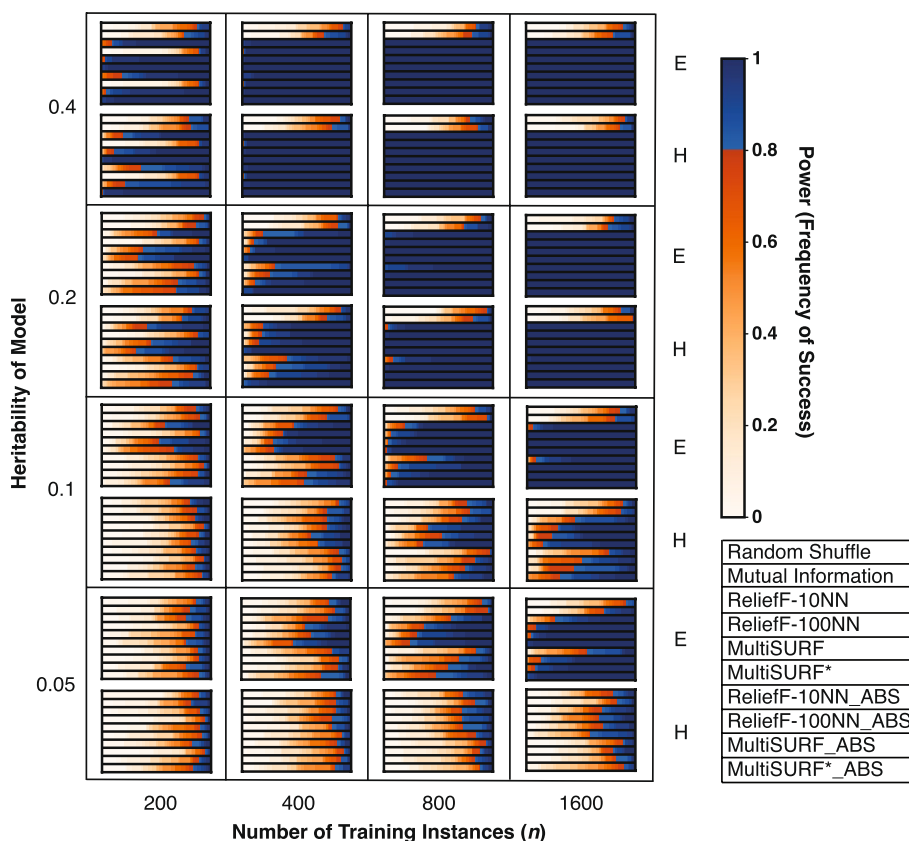 Heritability of Model
0.4
0.2
0.1
0.05
E
H
E
H
E
H
E
H
200
400
800
1600
Number of Training Instances (n)
1
0.8
0.6
0.4
0.2
0
Power (Frequency of Success)
Random Shuffle
Mutual Information
ReliefF-10NN
ReliefF-100NN
MultiSURF
MultiSURF*
ReliefF-10NN_ABS
ReliefF-100NN_ABS
MultiSURF_ABS
MultiSURF*_ABS